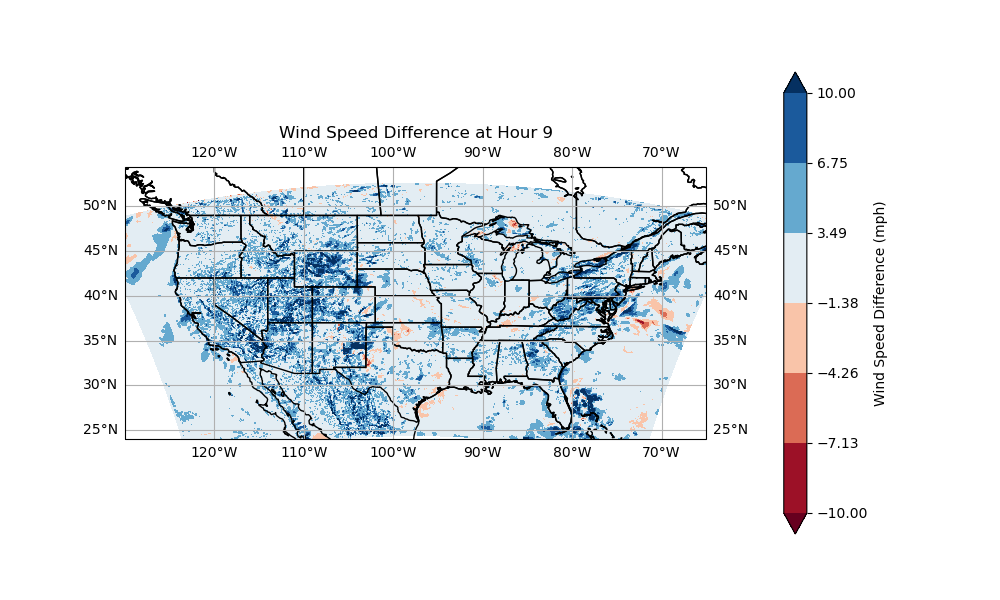 Wind Speed Difference at Hour 9
120°W 110°W 100°W 90°W 80°W 70°W
50°N 50°N
45°N 45°N
40°N 40°N
35°N 35°N
30°N 30°N
25°N 25°N
120°W 110°W 100°W 90°W 80°W 70°W
10.00
6.75
3.49
−1.38
−4.26
−7.13
−10.00
Wind Speed Difference (mph)